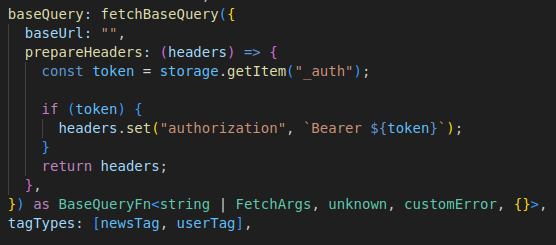 baseQuery: fetchBaseQuery({
  baseUrl: "",
  prepareHeaders: (headers) => {
    const token = storage.getItem("_auth");

    if (token) {
      headers.set("authorization", `Bearer ${token}`);
    }
    return headers;
  },
}) as BaseQueryFn<string | FetchArgs, unknown, customError, {}>,
tagTypes: [newsTag, userTag],